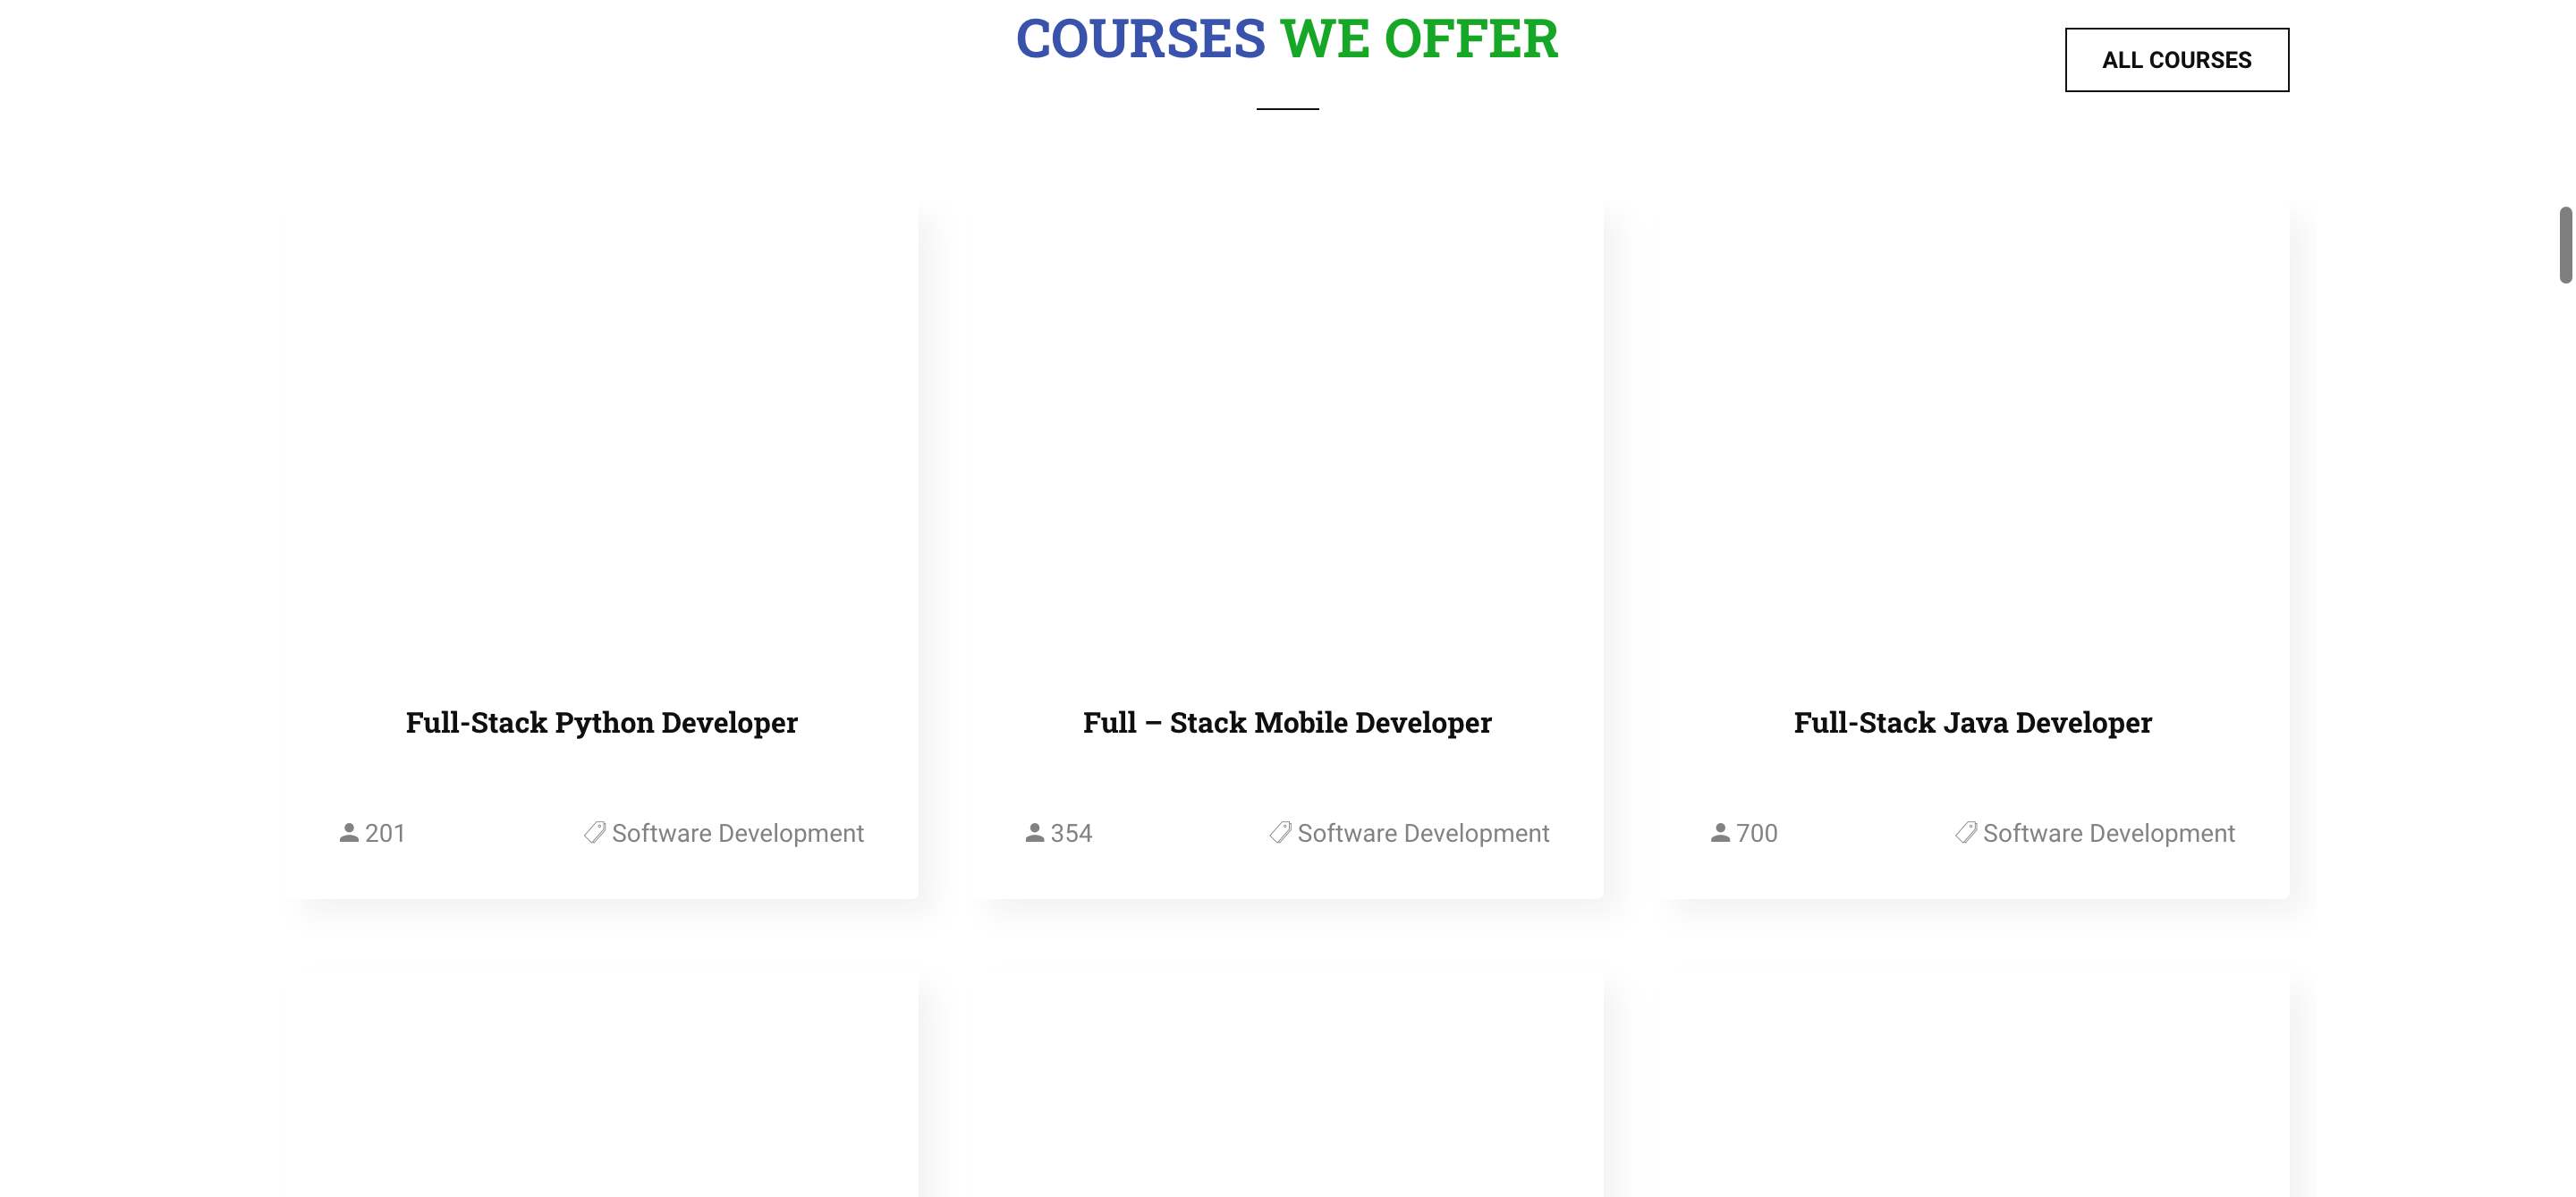 COURSES WE OFFER
ALL COURSES
Full-Stack Python Developer
201
Software Development
Full – Stack Mobile Developer
354
Software Development
Full-Stack Java Developer
700
Software Development